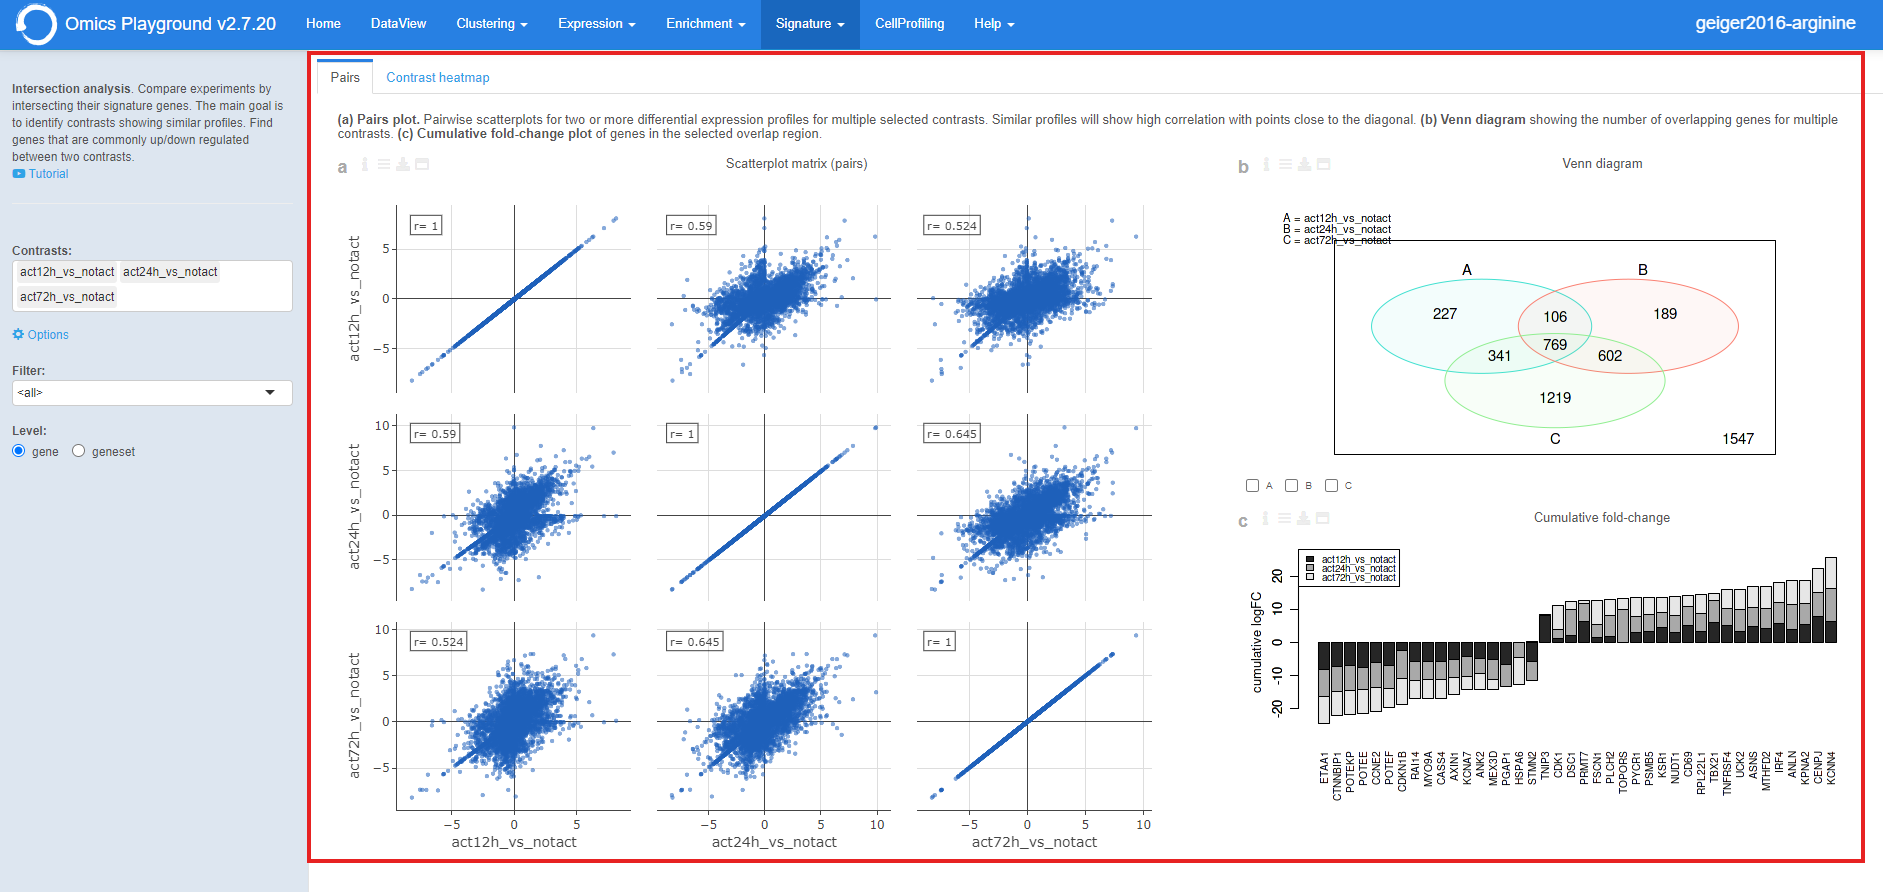 Omics Playground v2.7.20
Home
DataView
Clustering
Expression
Enrichment
Signature
CellProfiling
Help
geiger2016-arginine
Intersection analysis. Compare experiments by
intersecting their signature genes. The main goal is
to identify contrasts showing similar profiles. Find
genes that are commonly up/down regulated
between two contrasts.
Tutorial
Contrasts:
act12h_vs_notact act24h_vs_notact
act72h_vs_notact
Options
Filter:
<all>
Level:
gene
geneset
Pairs
Contrast heatmap
(a) Pairs plot. Pairwise scatterplots for two or more differential expression profiles for multiple selected contrasts. Similar profiles will show high correlation with points close to the diagonal. (b) Venn diagram showing the number of overlapping genes for multiple
contrasts. (c) Cumulative fold-change plot of genes in the selected overlap region.
a
Scatterplot matrix (pairs)
r= 1
r= 0.59
r= 0.524
act12h_vs_notact
5
0
−5
r= 0.59
r= 1
r= 0.645
act24h_vs_notact
10
5
0
−5
r= 0.524
r= 0.645
r= 1
act72h_vs_notact
10
5
0
−5
−5 0 5
−5 0 5 10
−5 0 5 10
act12h_vs_notact
act24h_vs_notact
act72h_vs_notact
b
Venn diagram
A = act12h_vs_notact
B = act24h_vs_notact
C = act72h_vs_notact
A
B
227
106
189
769
341
602
1219
C
1547
A
B
C
c
Cumulative fold-change
act12h_vs_notact
act24h_vs_notact
act72h_vs_notact
cumulative logFC
20
10
0
-10
-20
ETAA1
CTNNBIP1
POTEKP
POTEE
CCNE2
POTEF
CDKN1B
RAI14
MYO9A
CASS4
AXIN1
KCNA7
ANK2
MEX3D
PGAP1
HSPA6
STMN2
TNIP3
CDK1
DSC1
PRMT7
FSCN1
PLCH2
TOPORS
PYCR1
PSMB5
KSR1
NUDT1
CD69
RPL22L1
TBX21
TNFRSF4
UCK2
ASNS
MTHFD2
IRF4
ANLN
KPNA2
CENPJ
KCNN4